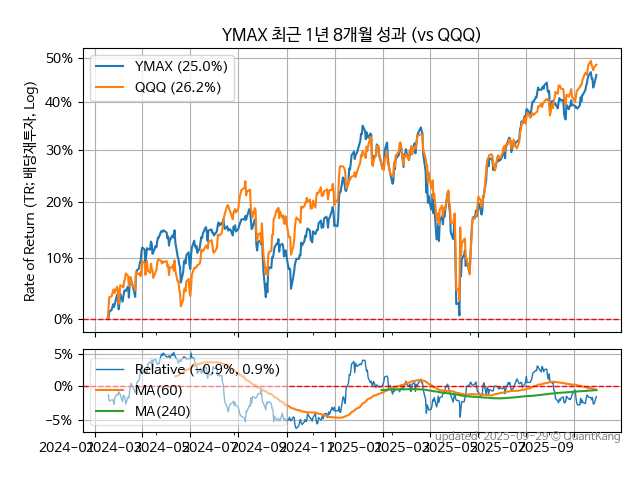 YMAX 최근 1년 8개월 성과 (vs QQQ)
50%
40%
30%
20%
10%
0%
Rate of Return (TR: 배당재투자, Log)
YMAX (25.0%)
QQQ (26.2%)
5%
0%
−5%
Relative (−0.9%, 0.9%)
MA(60)
MA(240)
updated: 2025-09-29 © QuantKang
2024-01 2024-03 2024-05 2024-07 2024-09 2024-11 2025-01 2025-03 2025-05 2025-07 2025-09